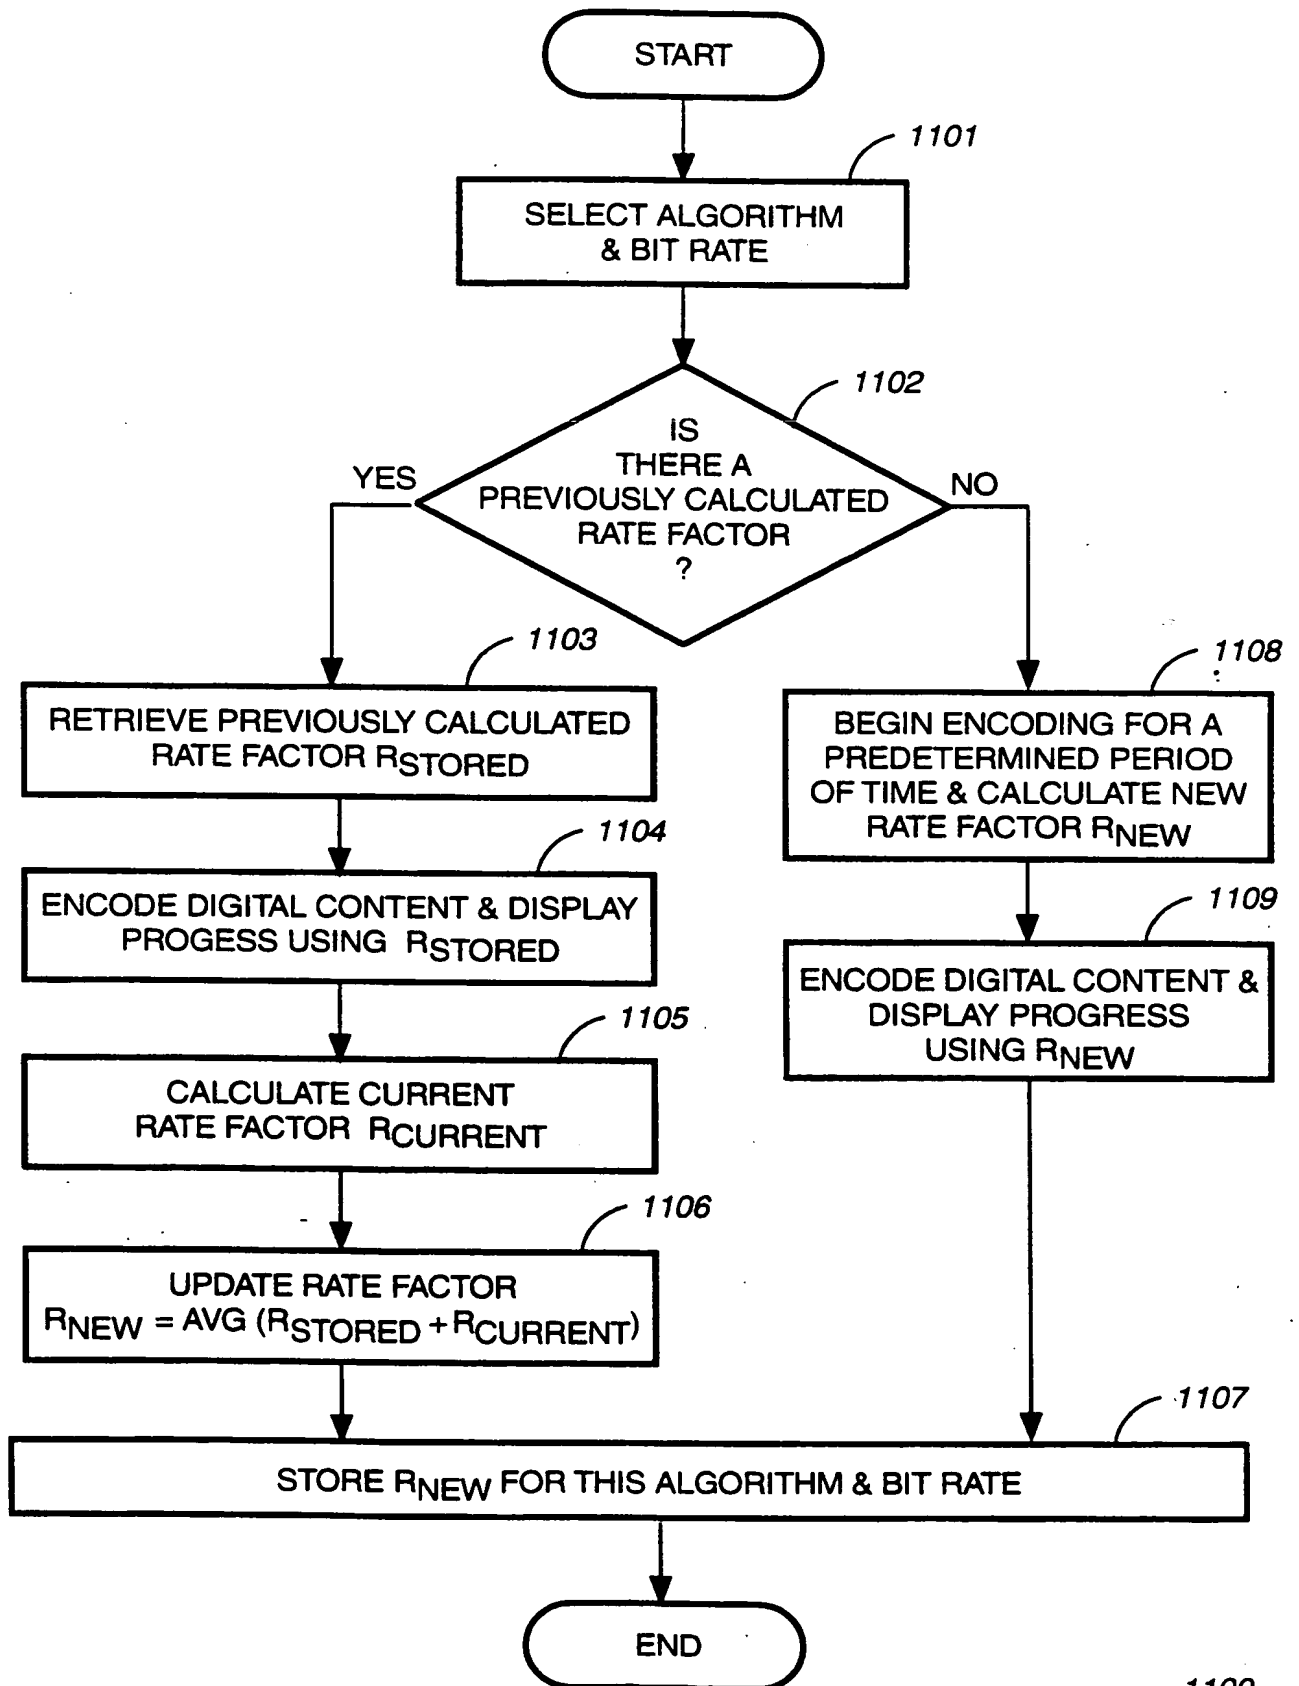 START
1101
SELECT ALGORITHM
& BIT RATE
1102
IS
THERE A
PREVIOUSLY CALCULATED
RATE FACTOR
?
YES
NO
1103
RETRIEVE PREVIOUSLY CALCULATED
RATE FACTOR RSTORED
1104
ENCODE DIGITAL CONTENT & DISPLAY
PROGESS USING RSTORED
1105
CALCULATE CURRENT
RATE FACTOR RCURRENT
1106
UPDATE RATE FACTOR
RNEW = AVG (RSTORED + RCURRENT)
1108
BEGIN ENCODING FOR A
PREDETERMINED PERIOD
OF TIME & CALCULATE NEW
RATE FACTOR RNEW
1109
ENCODE DIGITAL CONTENT &
DISPLAY PROGRESS
USING RNEW
1107
STORE RNEW FOR THIS ALGORITHM & BIT RATE
END